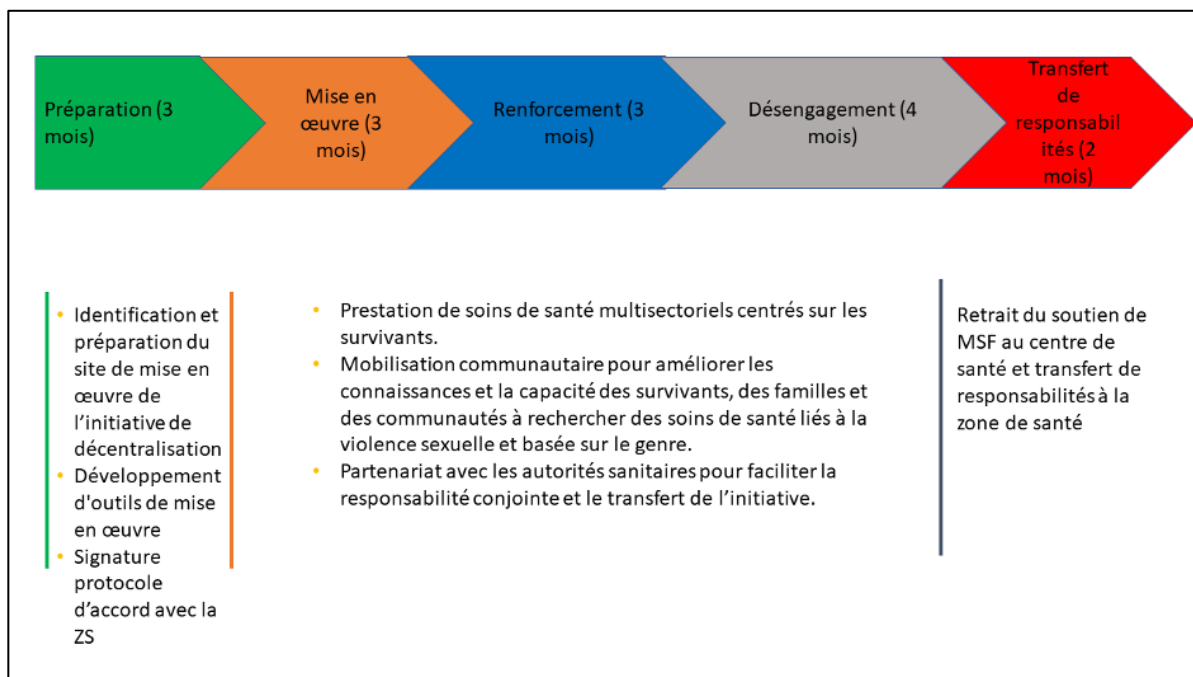 Préparation (3
mois)
Mise en
œuvre (3
mois)
Renforcement (3
mois)
Désengagement (4
mois)
Transfert
de
responsabil
ités (2
mois)
• Identification et
préparation du
site de mise en
œuvre de
l’initiative de
décentralisation
• Développement
d'outils de mise
en œuvre
• Signature
protocole
d’accord avec la
ZS
• Prestation de soins de santé multisectoriels centrés sur les
survivants.
• Mobilisation communautaire pour améliorer les
connaissances et la capacité des survivants, des familles et
des communautés à rechercher des soins de santé liés à la
violence sexuelle et basée sur le genre.
• Partenariat avec les autorités sanitaires pour faciliter la
responsabilité conjointe et le transfert de l’initiative.
Retrait du soutien de
MSF au centre de
santé et transfert de
responsabilités à la
zone de santé